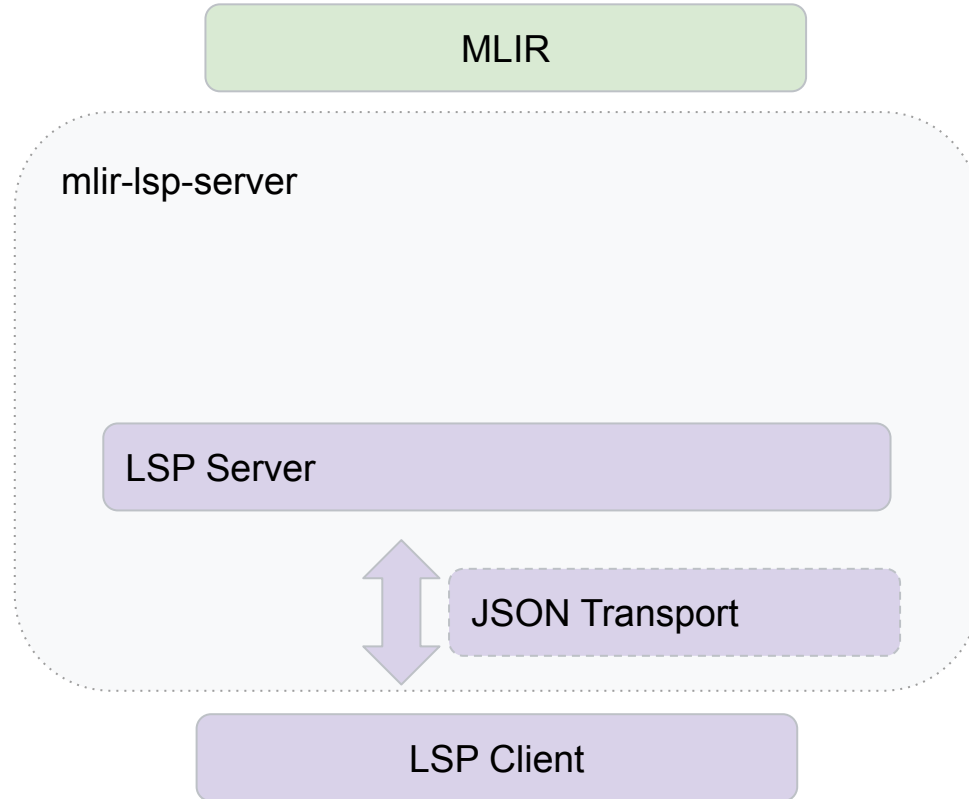 MLIR
mlir-lsp-server
LSP Server
JSON Transport
LSP Client